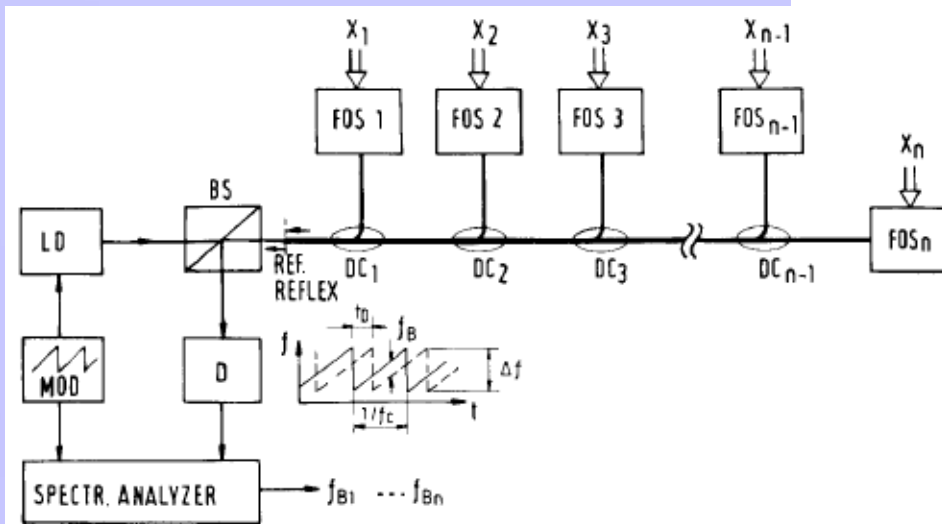 X1 X2 X3 Xn-1
FOS 1 FOS 2 FOS 3 FOSn-1
Xn
BS
LD FOSn
REF. DC1 DC2 DC3 DCn-1
REFLEX
tD fB
f Δf
MOD D
t
1/fc
SPECTR. ANALYZER fB1 --- fBn